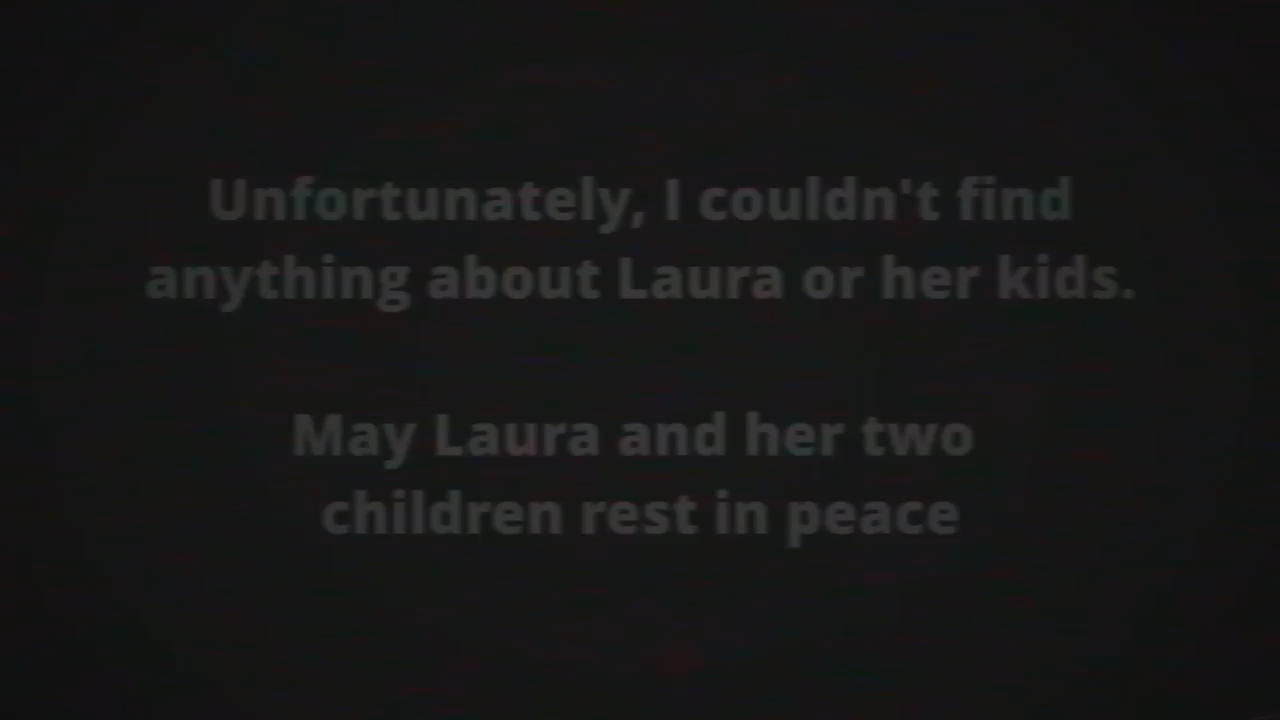 Unfortunately, I couldn't find
anything about Laura or her kids.
May Laura and her two
children rest in peace